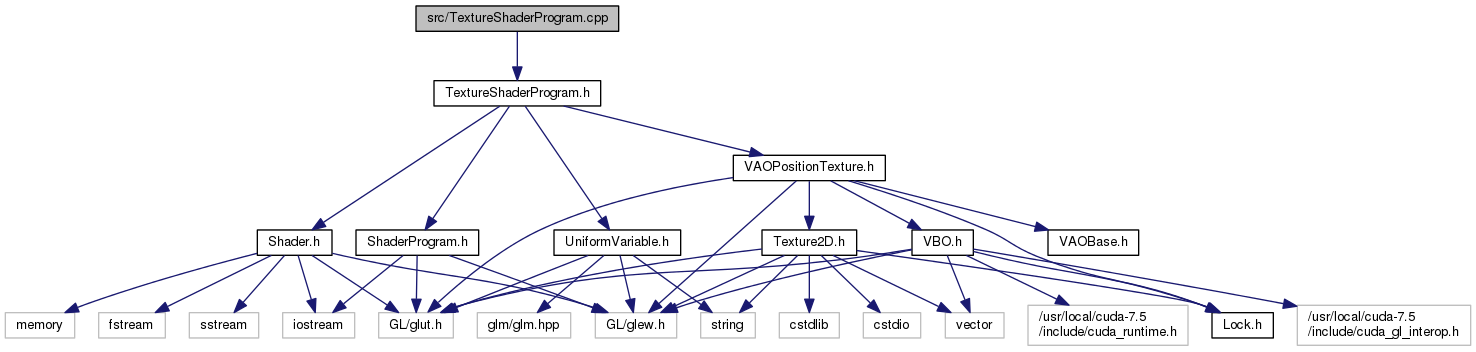 src/TextureShaderProgram.cpp
TextureShaderProgram.h
VAOPositionTexture.h
Shader.h
ShaderProgram.h
UniformVariable.h
Texture2D.h
VBO.h
VAOBase.h
memory
fstream
sstream
iostream
GL/glut.h
glm/glm.hpp
GL/glew.h
string
cstdlib
cstdio
vector
/usr/local/cuda-7.5
/include/cuda_runtime.h
Lock.h
/usr/local/cuda-7.5
/include/cuda_gl_interop.h